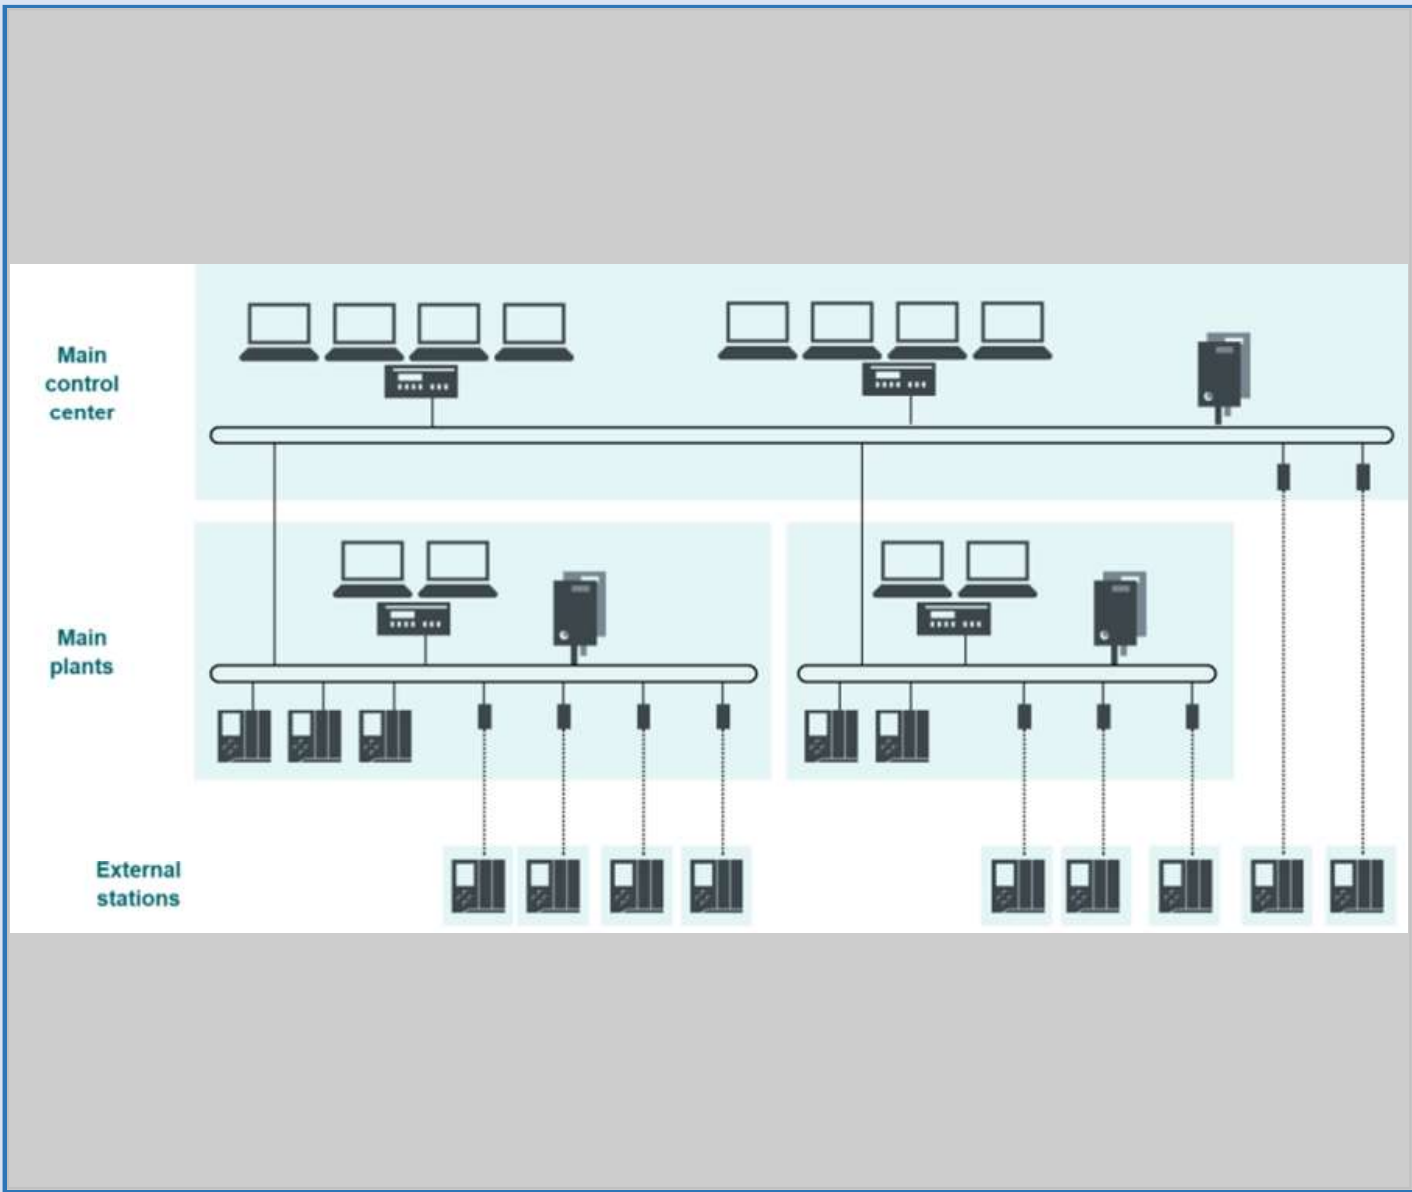 Main
control
center
Main
plants
External
stations